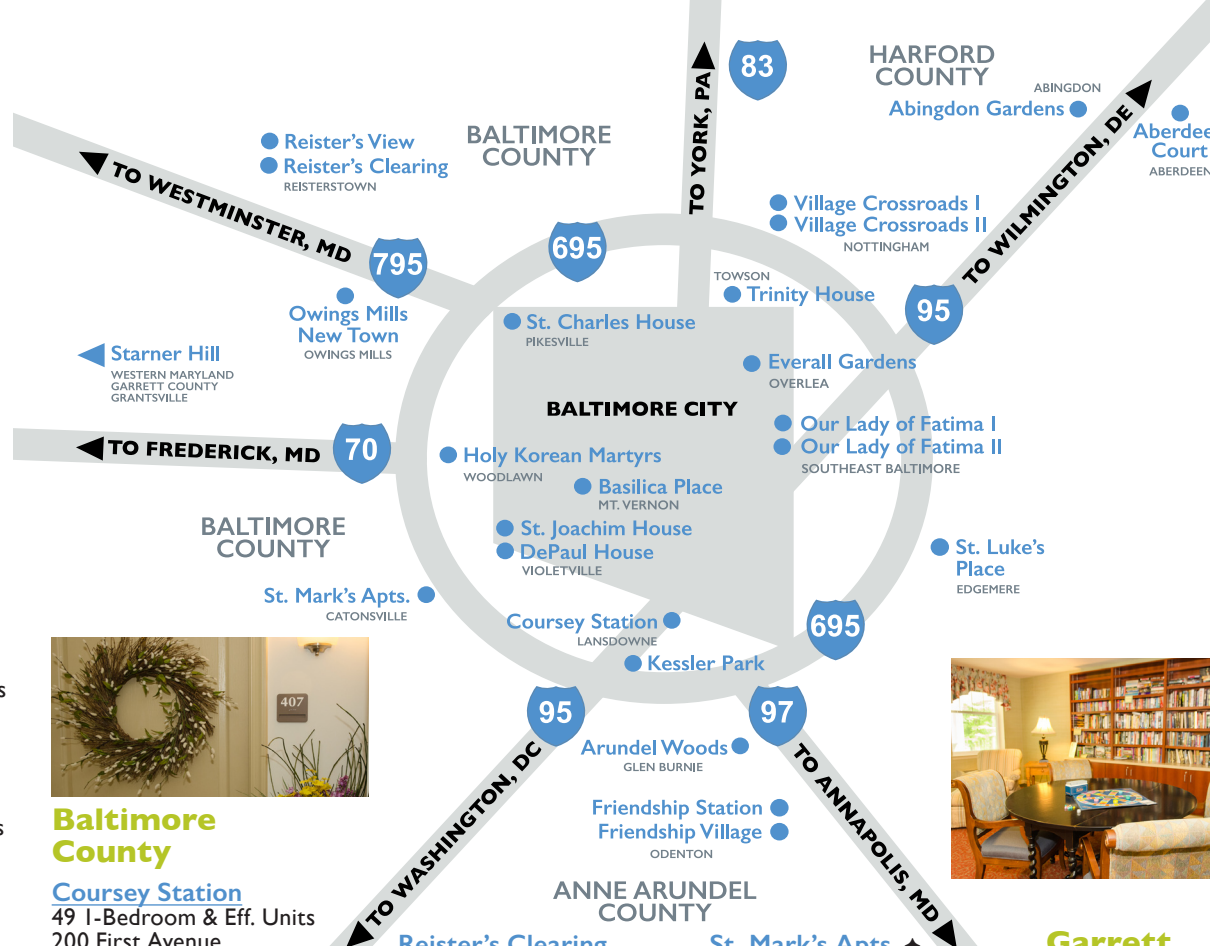 83
HARFORD
COUNTY
ABINGDON
Abingdon Gardens
TO YORK, PA
TO WILMINGTON, DE
Court
ABERDEEN
BALTIMORE
COUNTY
Reister's View
Reister's Clearing
REISTERSTOWN
TO WESTMINSTER, MD
795
695
Village Crossroads I
Village Crossroads II
NOTTINGHAM
TOWSON
Trinity House
95
Owings Mills
New Town
OWINGS MILLS
St. Charles House
PIKESVILLE
Starner Hill
WESTERN MARYLAND
GARRETT COUNTY
GRANTSVILLE
Everall Gardens
OVERLEA
BALTIMORE CITY
Our Lady of Fatima I
Our Lady of Fatima II
SOUTHEAST BALTIMORE
TO FREDERICK, MD
70
Holy Korean Martyrs
WOODLAWN
Basilica Place
MT. VERNON
BALTIMORE
COUNTY
St. Joachim House
DePaul House
VIOLETVILLE
St. Luke's
Place
EDGEMERE
St. Mark's Apts.
CATONSVILLE
Coursey Station
LANSDOWNE
695
Kessler Park
407
95
97
Arundel Woods
GLEN BURNIE
TO WASHINGTON, DC
TO ANNAPOLIS, MD
Friendship Station
Friendship Village
ODENTON
ANNE ARUNDEL
COUNTY
Baltimore
County
Coursey Station
49 1-Bedroom & Eff. Units
200 First Avenue
Reister's Clearing
St. Mark's Apts.
Garrett